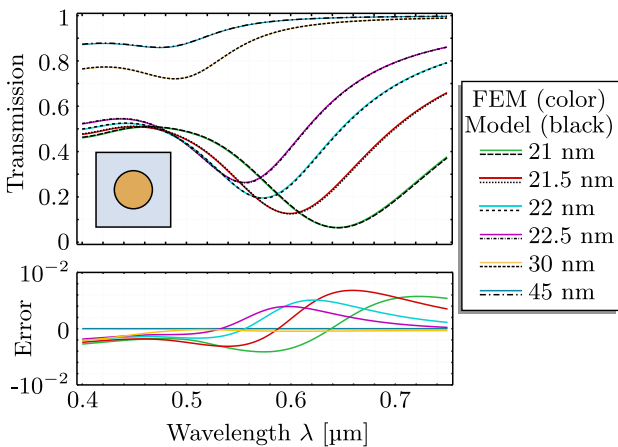 Transmission
1
0.8
0.6
0.4
0.2
0
FEM (color)
Model (black)
21 nm
21.5 nm
22 nm
22.5 nm
30 nm
45 nm
Error
10⁻²
0
-10⁻²
0.4 0.5 0.6 0.7
Wavelength λ [µm]